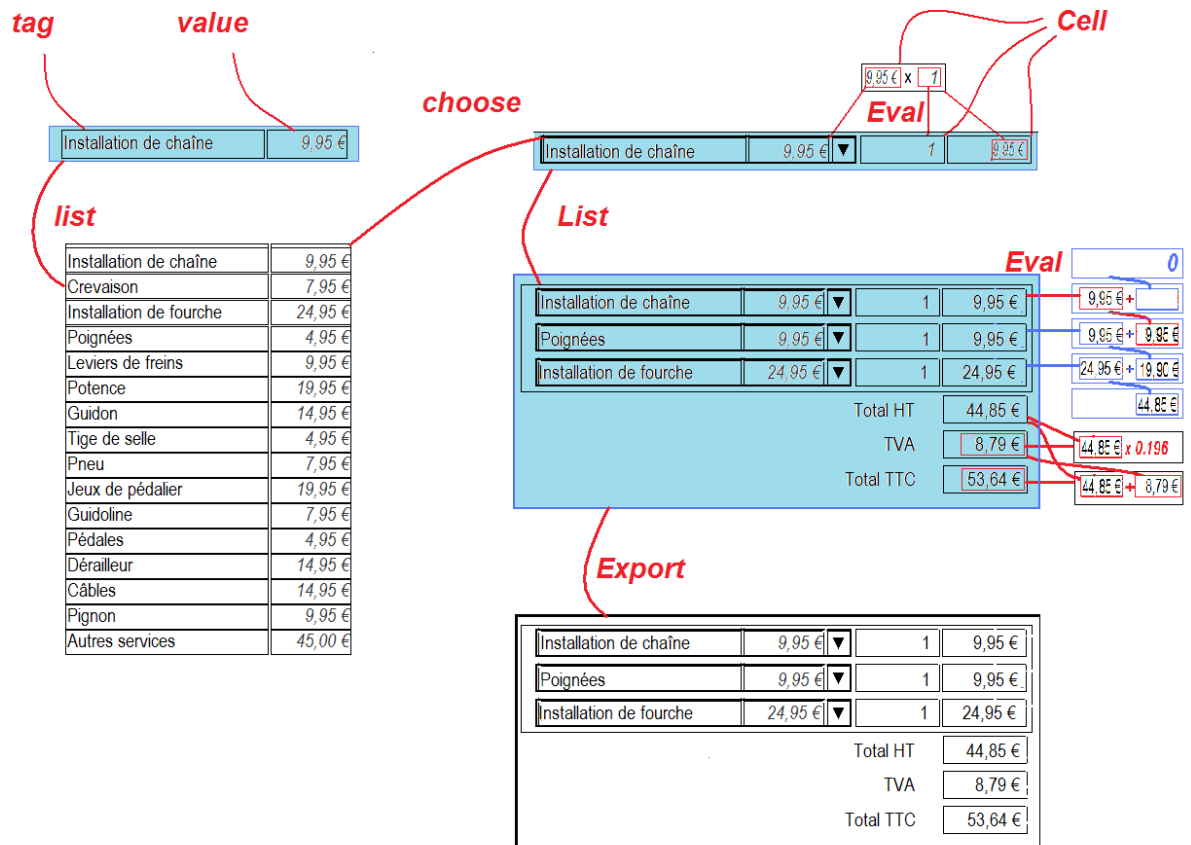 tag value Cell
9,95 € x 1
choose
Eval
Installation de chaîne 9,95 €
Installation de chaîne 9,95 € ▼ 1 9,95 €
list List
Installation de chaîne 9,95 €
Crevaison 7,95 €
Installation de fourche 24,95 €
Poignées 4,95 €
Leviers de freins 9,95 €
Potence 19,95 €
Guidon 14,95 €
Tige de selle 4,95 €
Pneu 7,95 €
Jeux de pédalier 19,95 €
Guidoline 7,95 €
Pédales 4,95 €
Dérailleur 14,95 €
Câbles 14,95 €
Pignon 9,95 €
Autres services 45,00 €
Eval 0
Installation de chaîne 9,95 € ▼ 1 9,95 € 9,95 € +
Poignées 9,95 € ▼ 1 9,95 € 9,95 € + 9.95 €
Installation de fourche 24,95 € ▼ 1 24,95 € 24,95 € + 19.90 €
Total HT 44,85 € 44.85 €
TVA 8,79 € 44,85 € x 0.196
Total TTC 53,64 € 44,85 € + 8,79 €
Export
Installation de chaîne 9,95 € ▼ 1 9,95 €
Poignées 9,95 € ▼ 1 9,95 €
Installation de fourche 24,95 € ▼ 1 24,95 €
Total HT 44,85 €
TVA 8,79 €
Total TTC 53,64 €